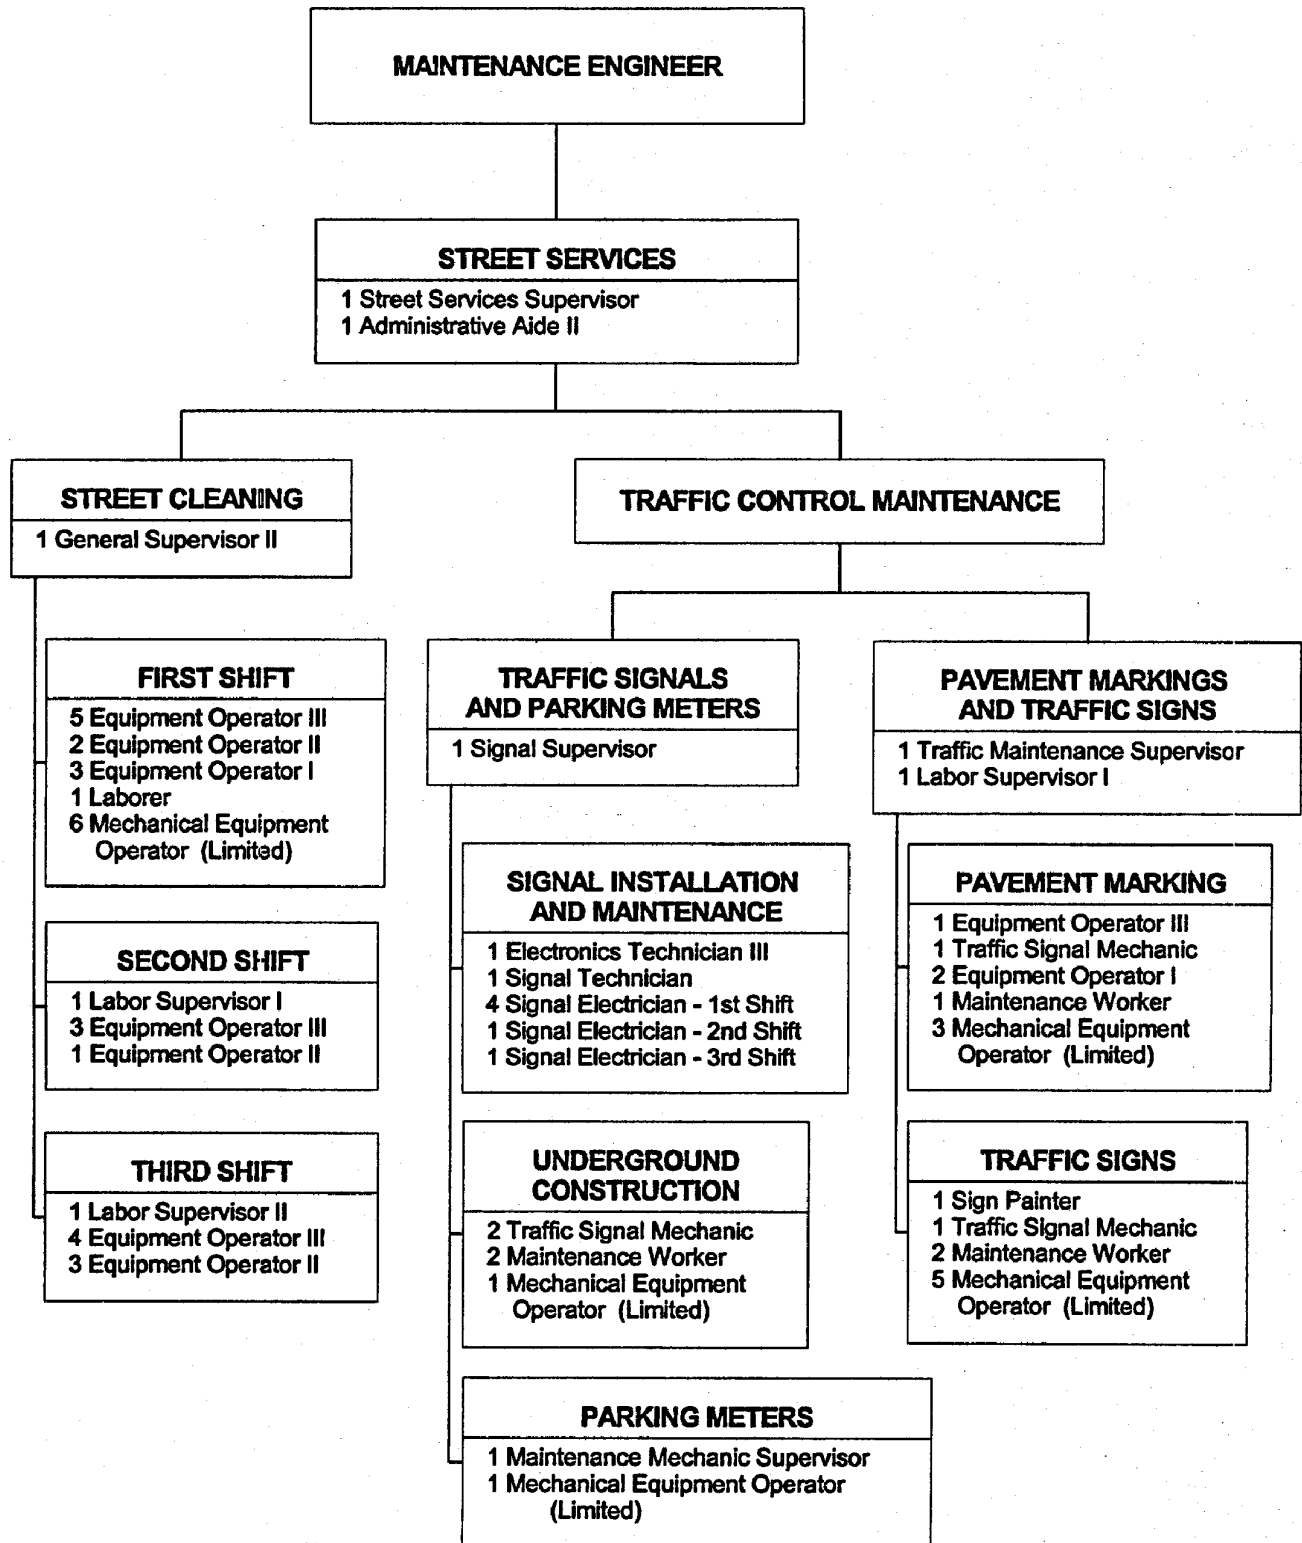 MAINTENANCE ENGINEER
STREET SERVICES
1 Street Services Supervisor
1 Administrative Aide II
STREET CLEANING
1 General Supervisor II
FIRST SHIFT
5 Equipment Operator III
2 Equipment Operator II
3 Equipment Operator I
1 Laborer
6 Mechanical Equipment
Operator (Limited)
SECOND SHIFT
1 Labor Supervisor I
3 Equipment Operator III
1 Equipment Operator II
THIRD SHIFT
1 Labor Supervisor II
4 Equipment Operator III
3 Equipment Operator II
TRAFFIC CONTROL MAINTENANCE
TRAFFIC SIGNALS
AND PARKING METERS
1 Signal Supervisor
SIGNAL INSTALLATION
AND MAINTENANCE
1 Electronics Technician III
1 Signal Technician
4 Signal Electrician - 1st Shift
1 Signal Electrician - 2nd Shift
1 Signal Electrician - 3rd Shift
UNDERGROUND
CONSTRUCTION
2 Traffic Signal Mechanic
2 Maintenance Worker
1 Mechanical Equipment
Operator (Limited)
PARKING METERS
1 Maintenance Mechanic Supervisor
1 Mechanical Equipment Operator
(Limited)
PAVEMENT MARKINGS
AND TRAFFIC SIGNS
1 Traffic Maintenance Supervisor
1 Labor Supervisor I
PAVEMENT MARKING
1 Equipment Operator III
1 Traffic Signal Mechanic
2 Equipment Operator I
1 Maintenance Worker
3 Mechanical Equipment
Operator (Limited)
TRAFFIC SIGNS
1 Sign Painter
1 Traffic Signal Mechanic
2 Maintenance Worker
5 Mechanical Equipment
Operator (Limited)